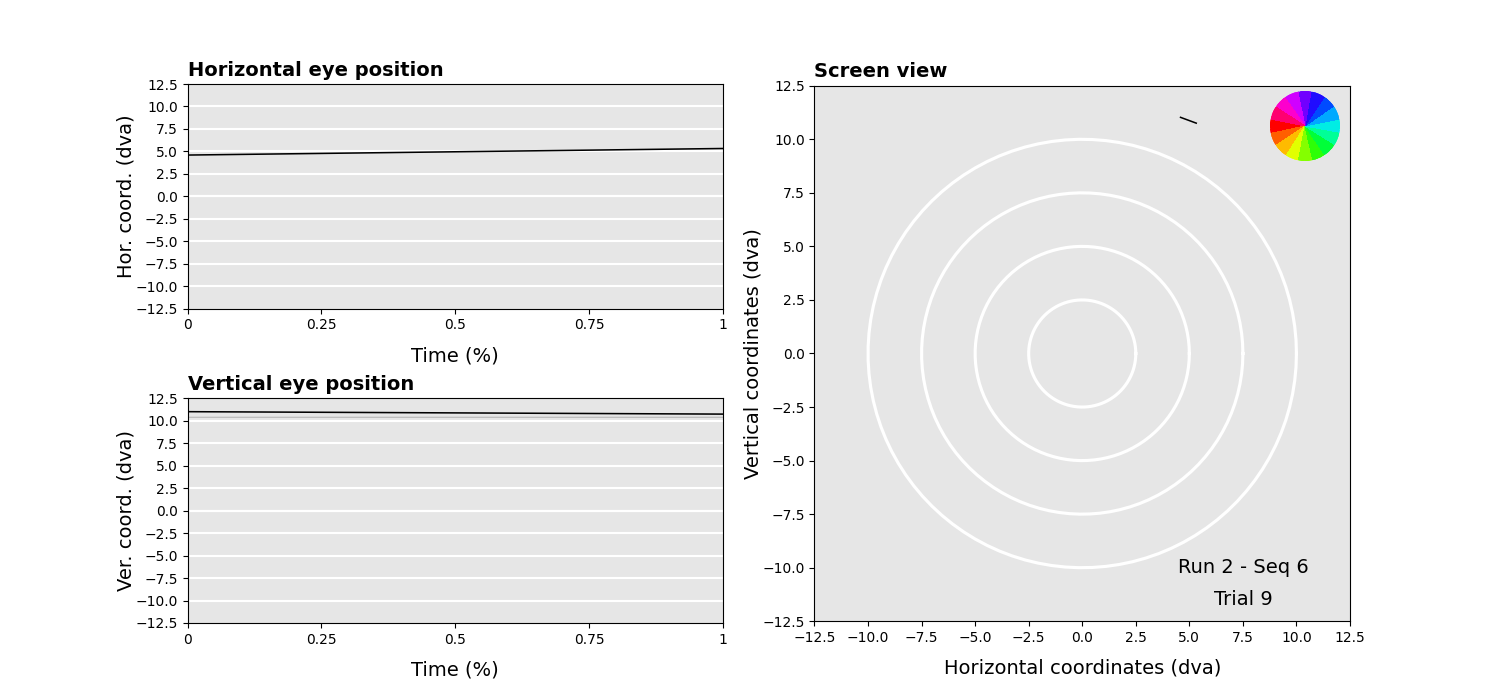 Horizontal eye position
Hor. coord. (dva)
12.5
10.0
7.5
5.0
2.5
0.0
−2.5
−5.0
−7.5
−10.0
−12.5
0 0.25 0.5 0.75 1
Time (%)
Vertical eye position
Ver. coord. (dva)
12.5
10.0
7.5
5.0
2.5
0.0
−2.5
−5.0
−7.5
−10.0
−12.5
0 0.25 0.5 0.75 1
Time (%)
Screen view
Vertical coordinates (dva)
12.5
10.0
7.5
5.0
2.5
0.0
−2.5
−5.0
−7.5
−10.0
−12.5
Run 2 - Seq 6
Trial 9
−12.5 −10.0 −7.5 −5.0 −2.5 0.0 2.5 5.0 7.5 10.0 12.5
Horizontal coordinates (dva)